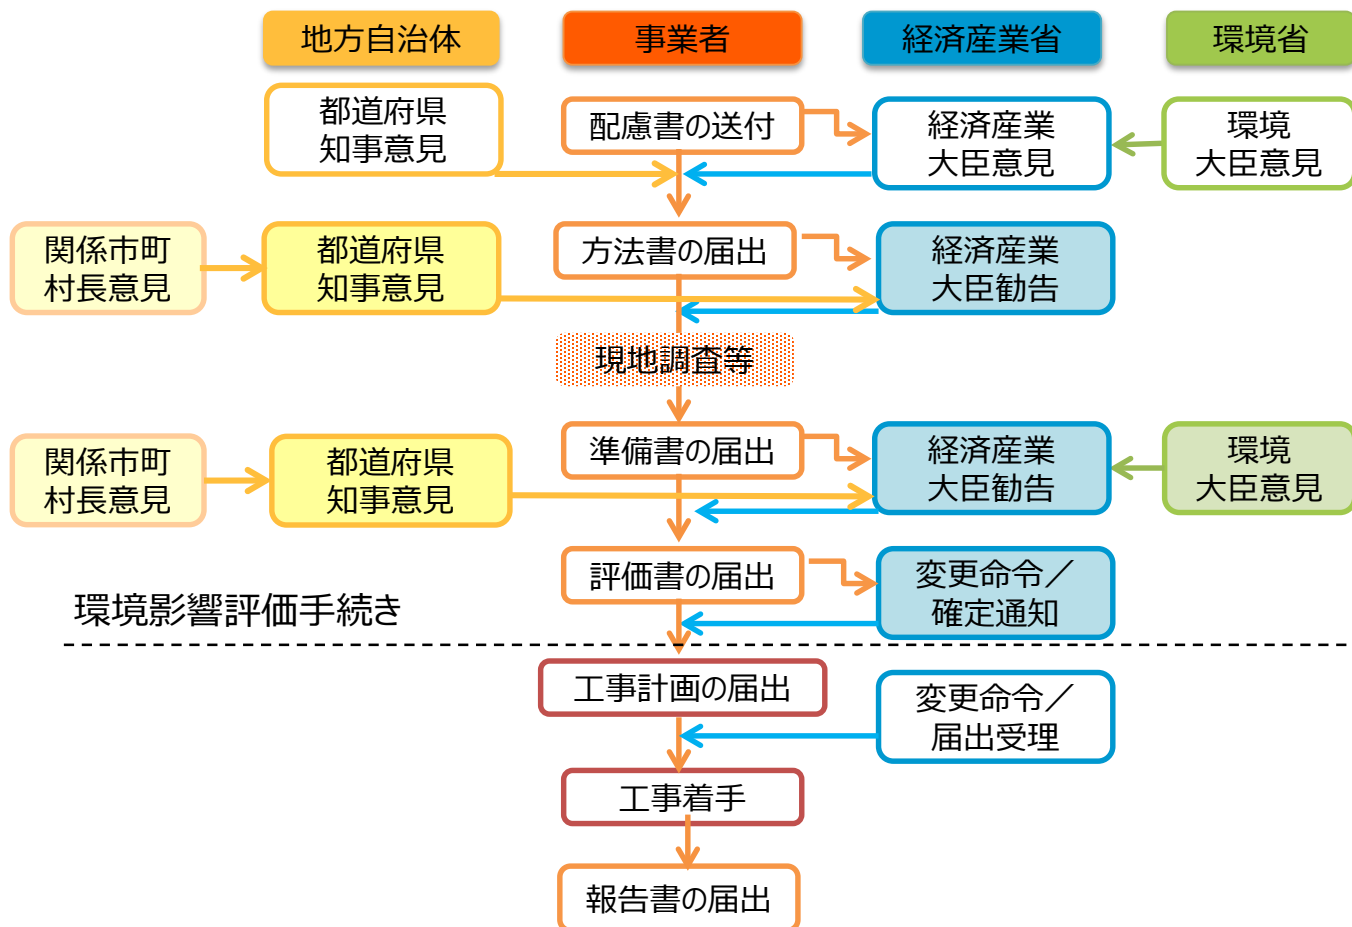 地方自治体
事業者
経済産業省
環境省
都道府県
知事意見
配慮書の送付
経済産業
大臣意見
環境
大臣意見
関係市町
村長意見
都道府県
知事意見
方法書の届出
経済産業
大臣勧告
現地調査等
関係市町
村長意見
都道府県
知事意見
準備書の届出
経済産業
大臣勧告
環境
大臣意見
評価書の届出
変更命令／
確定通知
環境影響評価手続き
工事計画の届出
変更命令／
届出受理
工事着手
報告書の届出